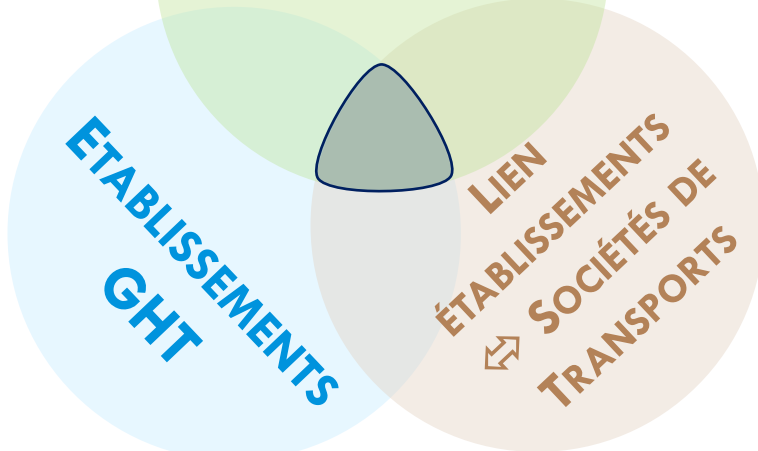 ETABLISSEMENTS
GHT
LIEN
ÉTABLISSEMENTS
⇔ SOCIÉTÉS DE
TRANSPORTS